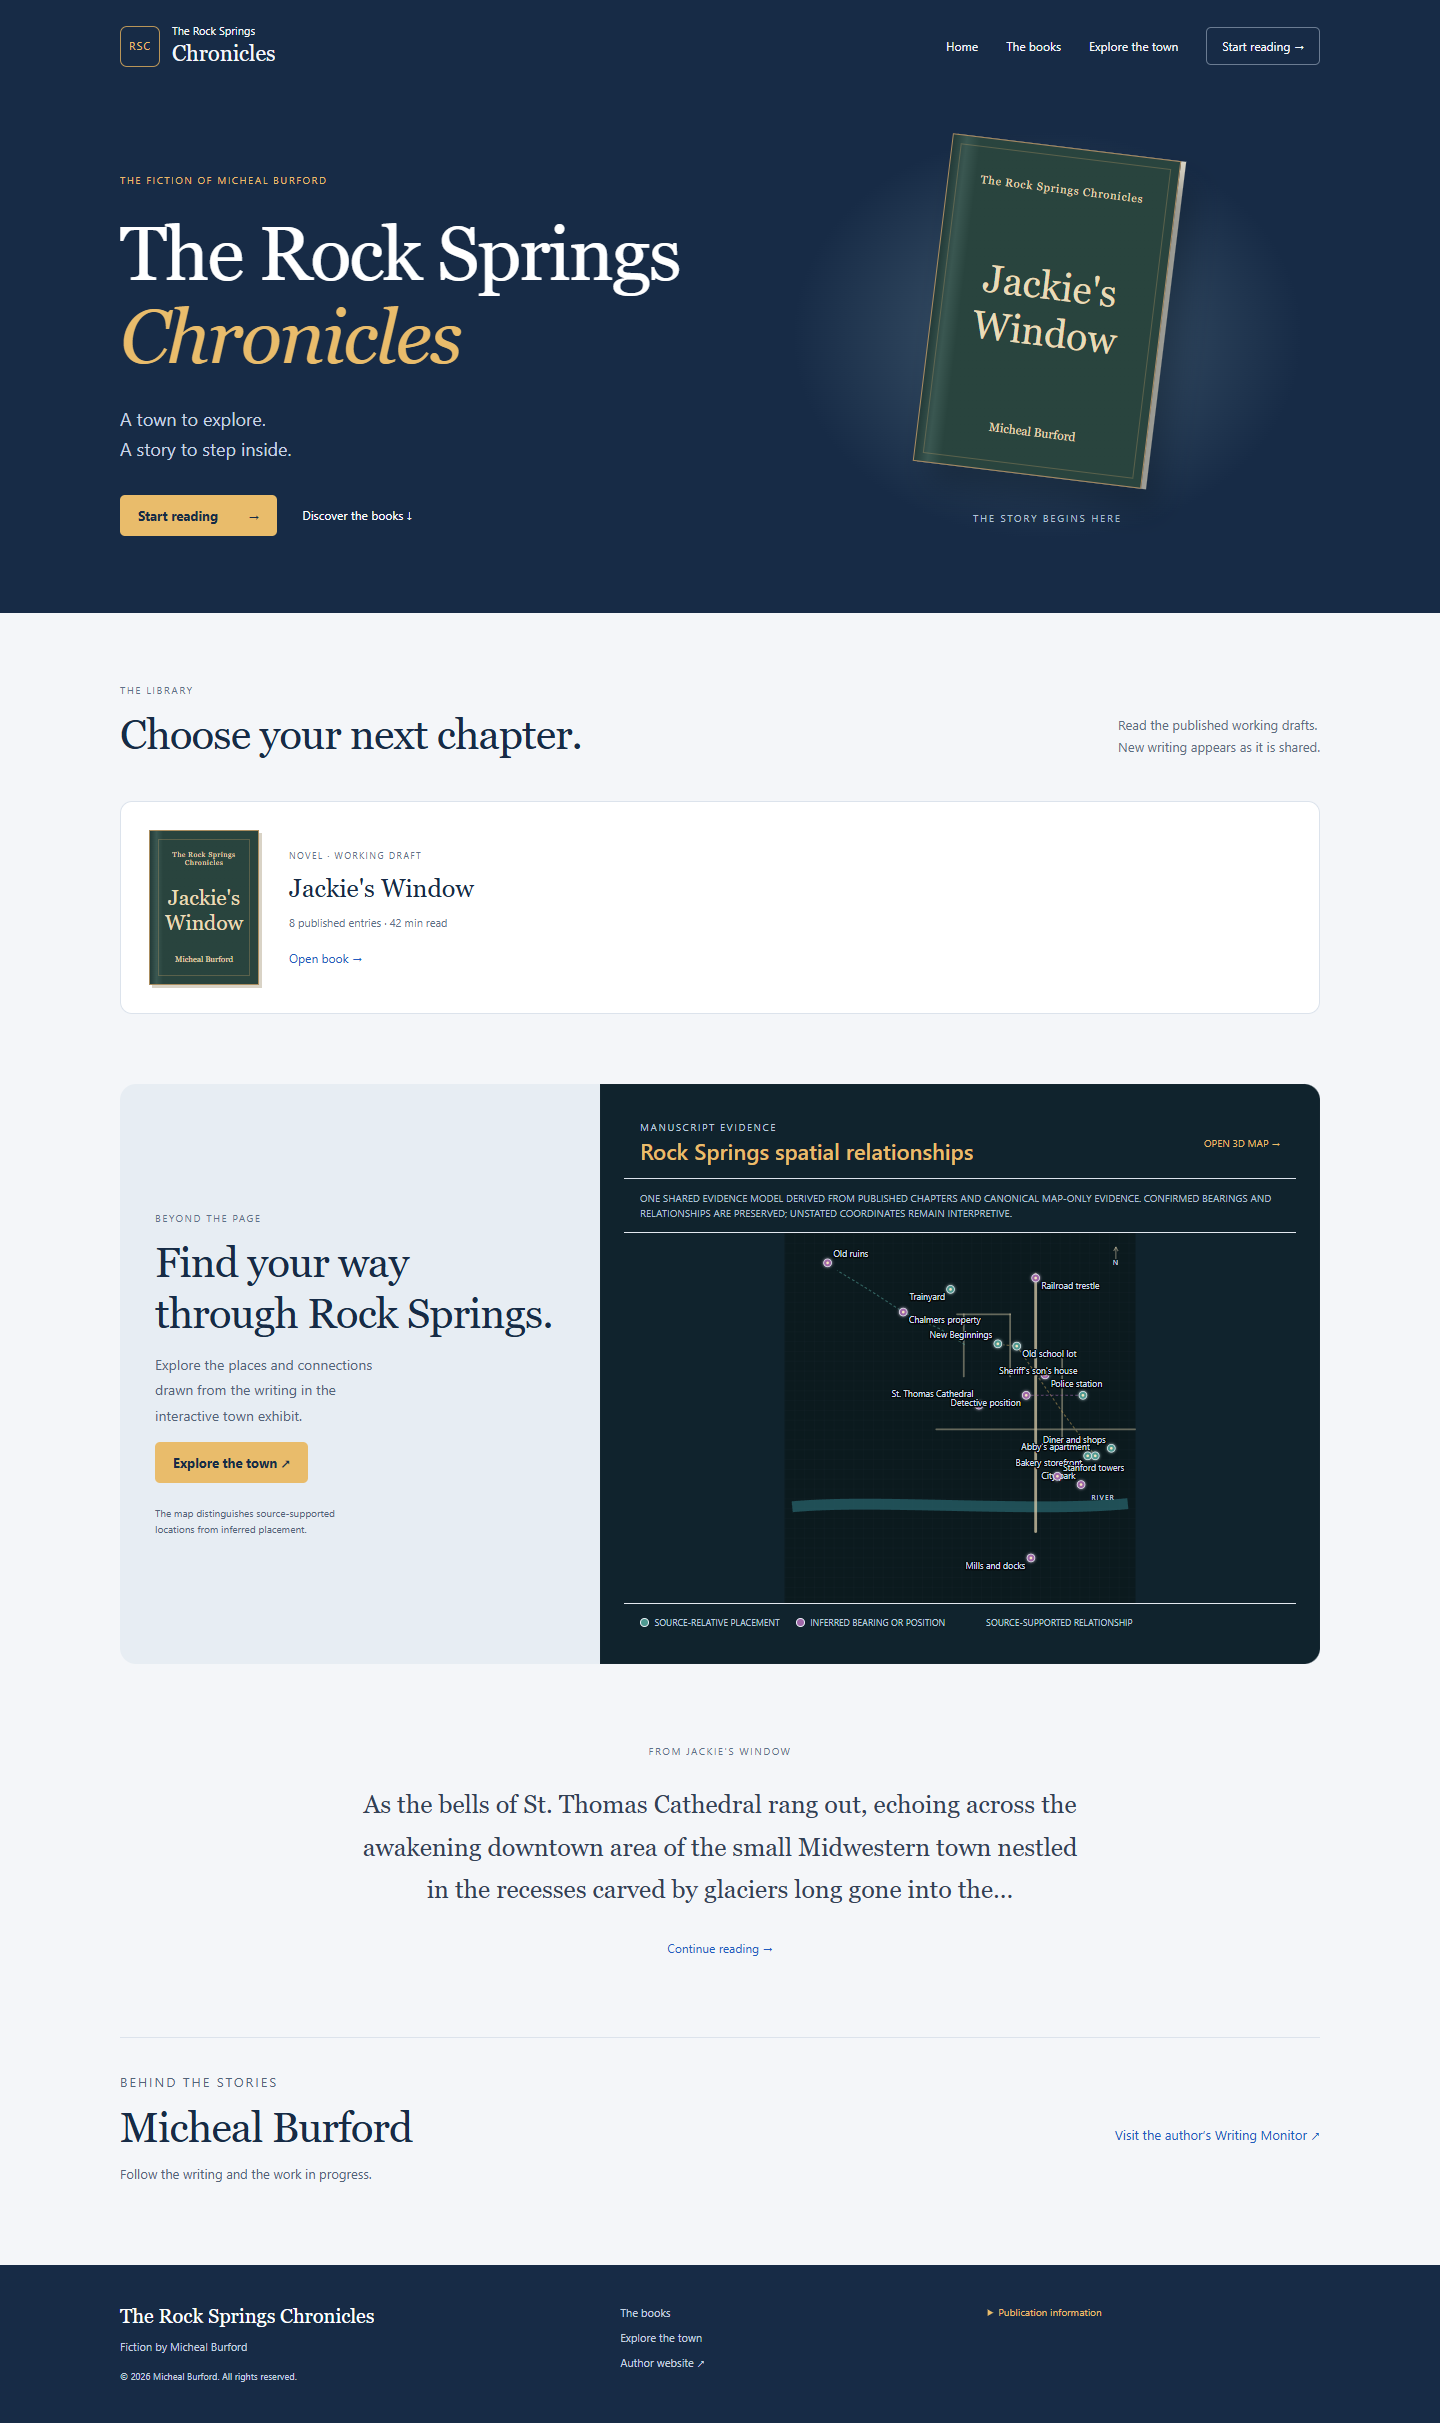 RSC
The Rock Springs
Chronicles
Home
The books
Explore the town
Start reading →
THE FICTION OF MICHEAL BURFORD
The Rock Springs
Chronicles
A town to explore.
A story to step inside.
Start reading →
Discover the books ↓
The Rock Springs Chronicles
Jackie's
Window
Micheal Burford
THE STORY BEGINS HERE
THE LIBRARY
Choose your next chapter.
Read the published working drafts.
New writing appears as it is shared.
The Rock Springs
Chronicles
Jackie's
Window
Micheal Burford
NOVEL · WORKING DRAFT
Jackie's Window
8 published entries · 42 min read
Open book →
BEYOND THE PAGE
Find your way
through Rock Springs.
Explore the places and connections
drawn from the writing in the
interactive town exhibit.
Explore the town ↗
The map distinguishes source-supported
locations from inferred placement.
MANUSCRIPT EVIDENCE
Rock Springs spatial relationships
OPEN 3D MAP →
ONE SHARED EVIDENCE MODEL DERIVED FROM PUBLISHED CHAPTERS AND CANONICAL MAP-ONLY EVIDENCE. CONFIRMED BEARINGS AND
RELATIONSHIPS ARE PRESERVED; UNSTATED COORDINATES REMAIN INTERPRETIVE.
Old ruins
N
Railroad trestle
Trainyard
Chalmers property
New Beginnings
Old school lot
Sheriff's son's house
Police station
St. Thomas Cathedral
Detective position
Diner and shops
Abby's apartment
Bakery storefront
Stanford towers
City park
RIVER
Mills and docks
SOURCE-RELATIVE PLACEMENT
INFERRED BEARING OR POSITION
SOURCE-SUPPORTED RELATIONSHIP
FROM JACKIE'S WINDOW
As the bells of St. Thomas Cathedral rang out, echoing across the
awakening downtown area of the small Midwestern town nestled
in the recesses carved by glaciers long gone into the…
Continue reading →
BEHIND THE STORIES
Micheal Burford
Follow the writing and the work in progress.
Visit the author's Writing Monitor ↗
The Rock Springs Chronicles
Fiction by Micheal Burford
© 2026 Micheal Burford. All rights reserved.
The books
Explore the town
Author website ↗
▶ Publication information